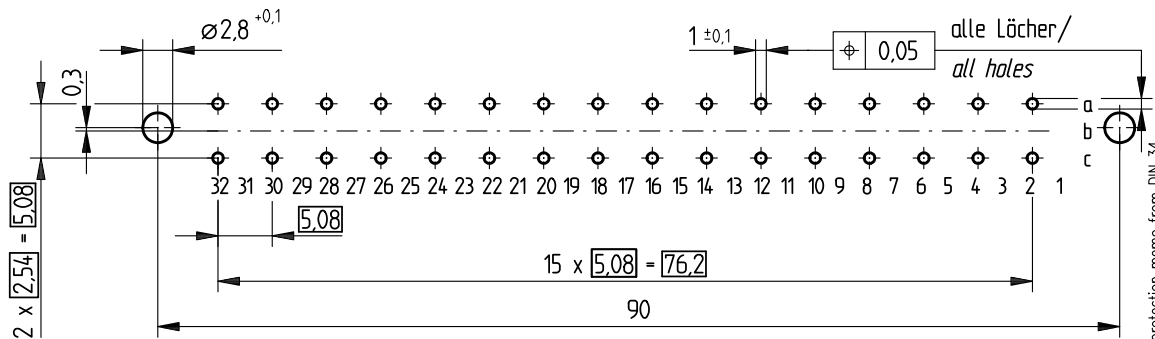 ⌀2,8 +0,1
1 ±0,1
⌖ 0,05
alle Löcher/
all holes
0,3
a
b
c
32 31 30 29 28 27 26 25 24 23 22 21 20 19 18 17 16 15 14 13 12 11 10 9 8 7 6 5 4 3 2 1
5,08
2 x 2,54 = 5,08
15 x 5,08 = 76,2
90
protection memo from DIN 34